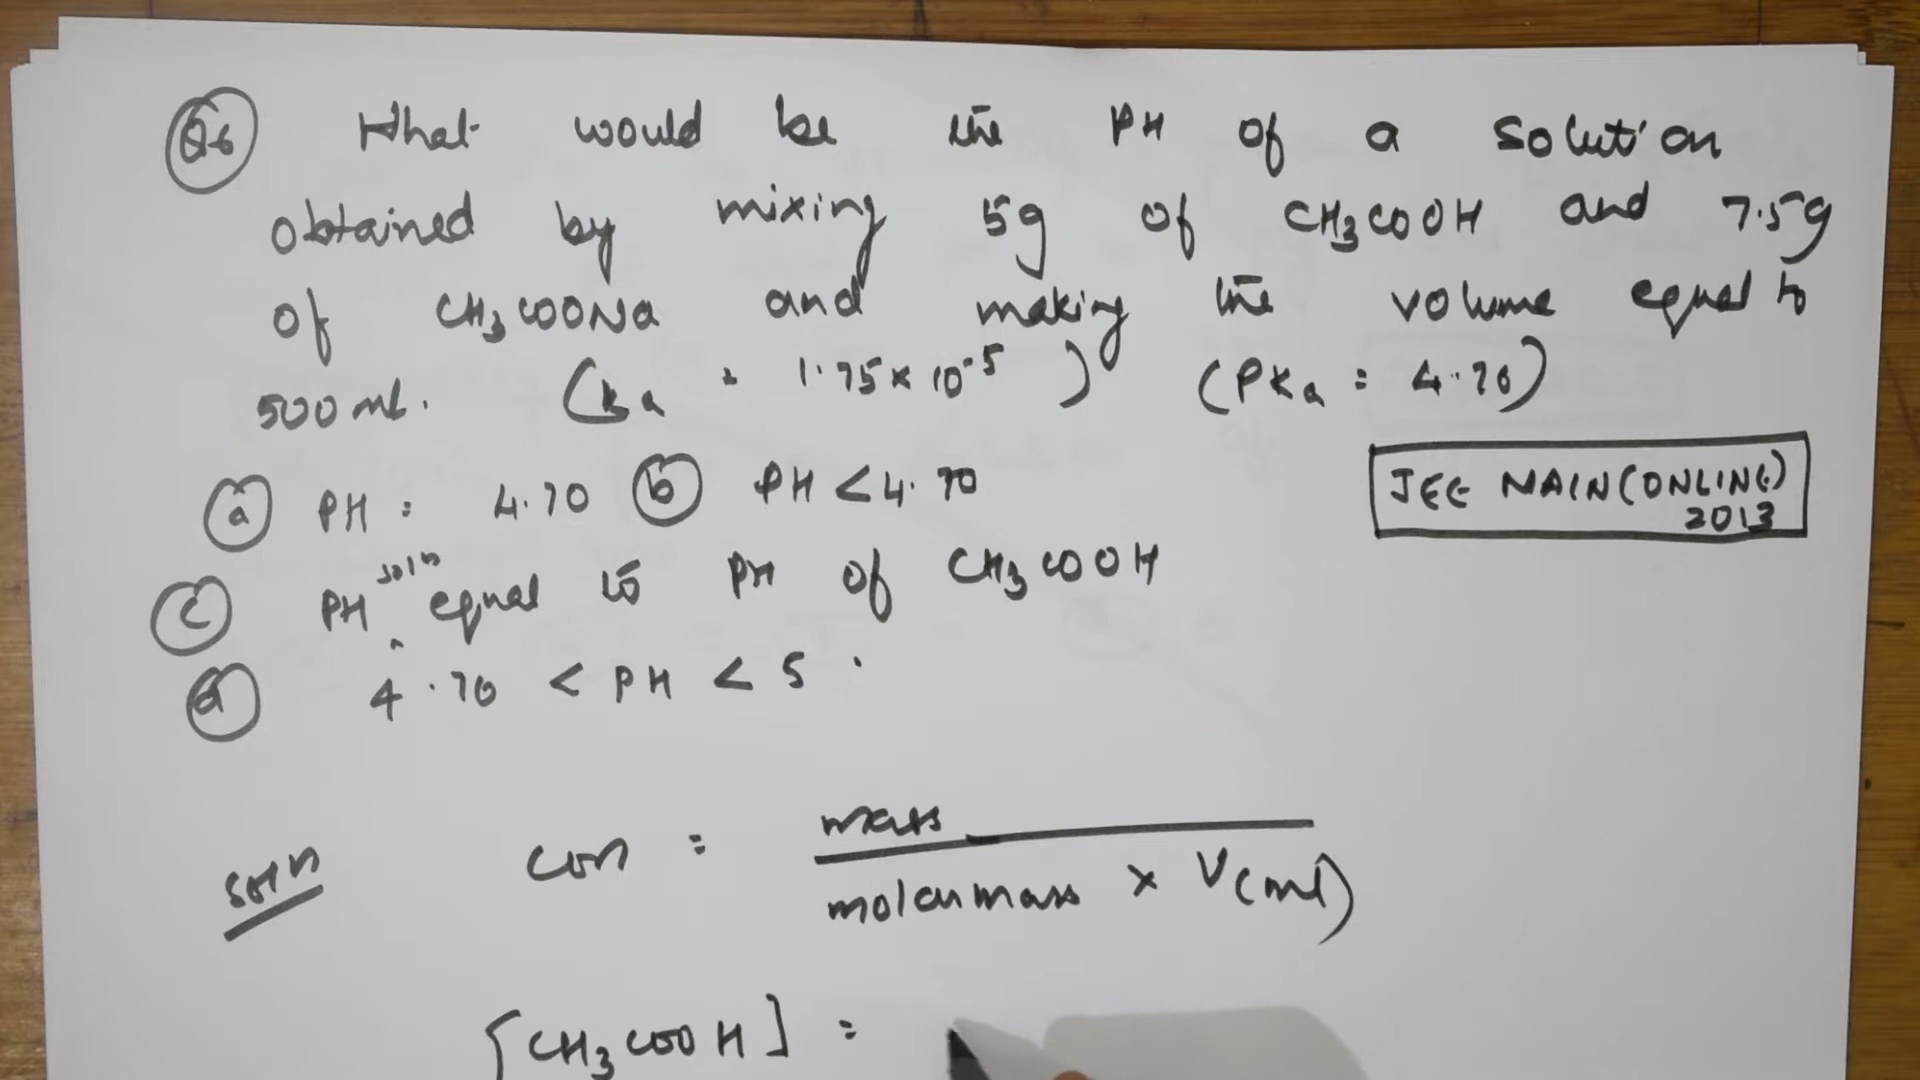 Q6 What would be the PH of a solution
obtained by mixing 5g of CH3COOH and 7.5g
of CH3COONa and making the volume equal to
500 ml. (Ka = 1.75 × 10-5) (PKa = 4.70)
a PH = 4.70 b PH < 4.70
JEE MAIN (ONLINE)
2013
c PH soln equal to PH of CH3COOH
d 4.70 < PH < 5.
Soln Con = mass
molar mass × V(ml)
[CH3COOH] =